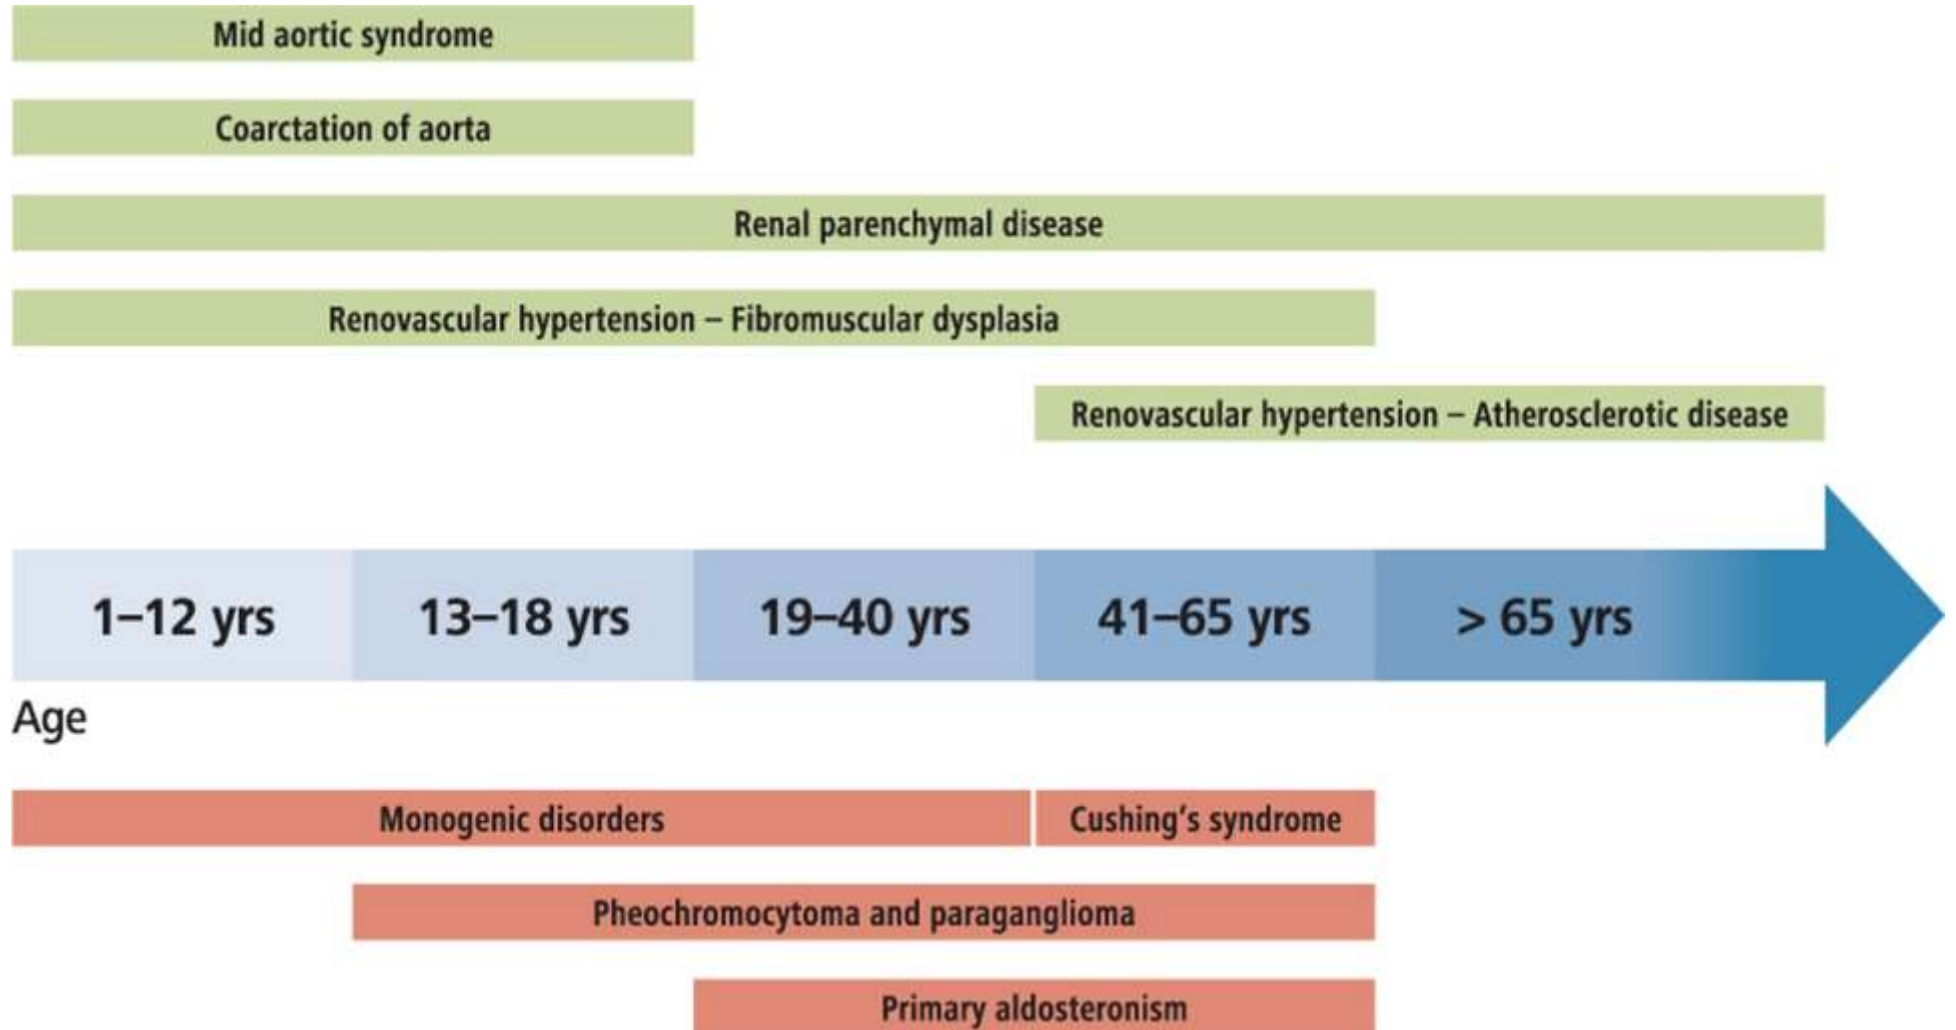 Mid aortic syndrome
Coarctation of aorta
Renal parenchymal disease
Renovascular hypertension – Fibromuscular dysplasia
Renovascular hypertension – Atherosclerotic disease
1–12 yrs
13–18 yrs
19–40 yrs
41–65 yrs
> 65 yrs
Age
Monogenic disorders
Cushing’s syndrome
Pheochromocytoma and paraganglioma
Primary aldosteronism